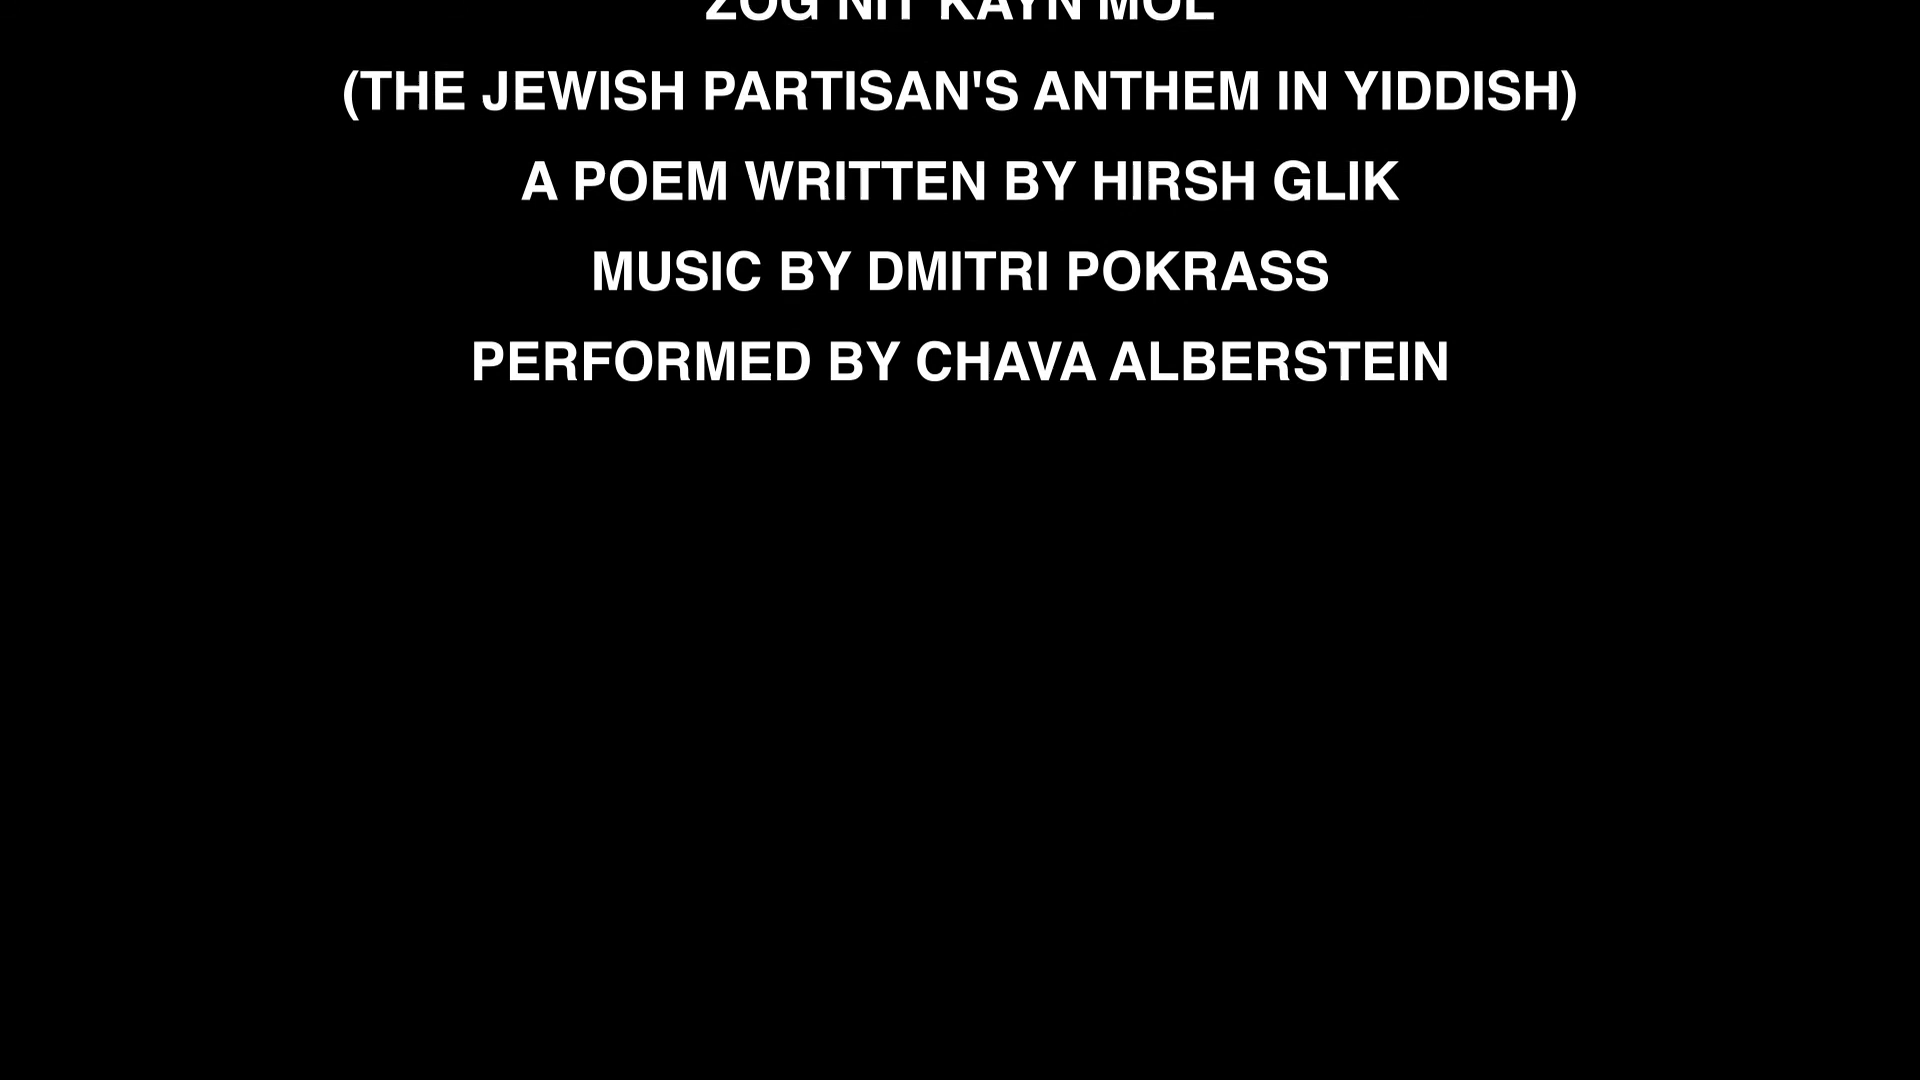 ZOG NIT KAYN MOL
(THE JEWISH PARTISAN'S ANTHEM IN YIDDISH)
A POEM WRITTEN BY HIRSH GLIK
MUSIC BY DMITRI POKRASS
PERFORMED BY CHAVA ALBERSTEIN